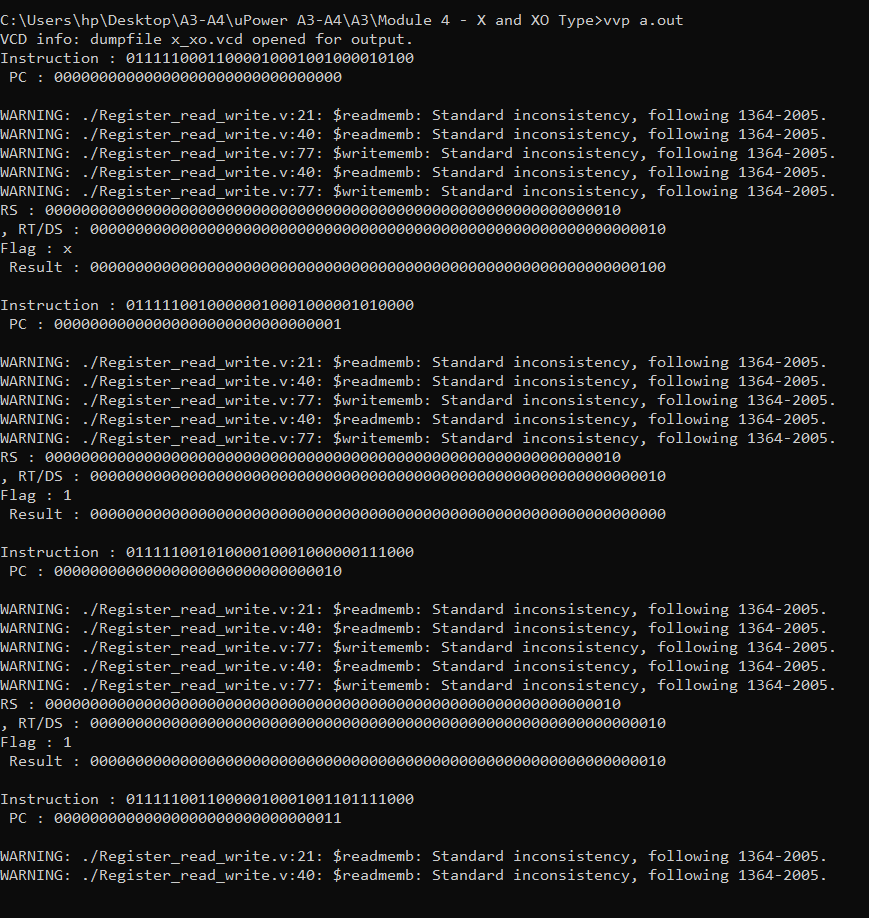 C:\Users\hp\Desktop\A3-A4\uPower A3-A4\A3\Module 4 - X and XO Type>vvp a.out
VCD info: dumpfile x_xo.vcd opened for output.
Instruction : 01111100011000010001001000010100
PC : 00000000000000000000000000000000
WARNING: ./Register_read_write.v:21: $readmemb: Standard inconsistency, following 1364-2005.
WARNING: ./Register_read_write.v:40: $readmemb: Standard inconsistency, following 1364-2005.
WARNING: ./Register_read_write.v:77: $writememb: Standard inconsistency, following 1364-2005.
WARNING: ./Register_read_write.v:40: $readmemb: Standard inconsistency, following 1364-2005.
WARNING: ./Register_read_write.v:77: $writememb: Standard inconsistency, following 1364-2005.
RS : 0000000000000000000000000000000000000000000000000000000000000010
, RT/DS : 0000000000000000000000000000000000000000000000000000000000000010
Flag : x
Result : 0000000000000000000000000000000000000000000000000000000000000100
Instruction : 01111100100000010001000001010000
PC : 00000000000000000000000000000001
WARNING: ./Register_read_write.v:21: $readmemb: Standard inconsistency, following 1364-2005.
WARNING: ./Register_read_write.v:40: $readmemb: Standard inconsistency, following 1364-2005.
WARNING: ./Register_read_write.v:77: $writememb: Standard inconsistency, following 1364-2005.
WARNING: ./Register_read_write.v:40: $readmemb: Standard inconsistency, following 1364-2005.
WARNING: ./Register_read_write.v:77: $writememb: Standard inconsistency, following 1364-2005.
RS : 0000000000000000000000000000000000000000000000000000000000000010
, RT/DS : 0000000000000000000000000000000000000000000000000000000000000010
Flag : 1
Result : 0000000000000000000000000000000000000000000000000000000000000000
Instruction : 01111100101000010001000000111000
PC : 00000000000000000000000000000010
WARNING: ./Register_read_write.v:21: $readmemb: Standard inconsistency, following 1364-2005.
WARNING: ./Register_read_write.v:40: $readmemb: Standard inconsistency, following 1364-2005.
WARNING: ./Register_read_write.v:77: $writememb: Standard inconsistency, following 1364-2005.
WARNING: ./Register_read_write.v:40: $readmemb: Standard inconsistency, following 1364-2005.
WARNING: ./Register_read_write.v:77: $writememb: Standard inconsistency, following 1364-2005.
RS : 0000000000000000000000000000000000000000000000000000000000000010
, RT/DS : 0000000000000000000000000000000000000000000000000000000000000010
Flag : 1
Result : 0000000000000000000000000000000000000000000000000000000000000010
Instruction : 01111100110000010001001101111000
PC : 00000000000000000000000000000011
WARNING: ./Register_read_write.v:21: $readmemb: Standard inconsistency, following 1364-2005.
WARNING: ./Register_read_write.v:40: $readmemb: Standard inconsistency, following 1364-2005.